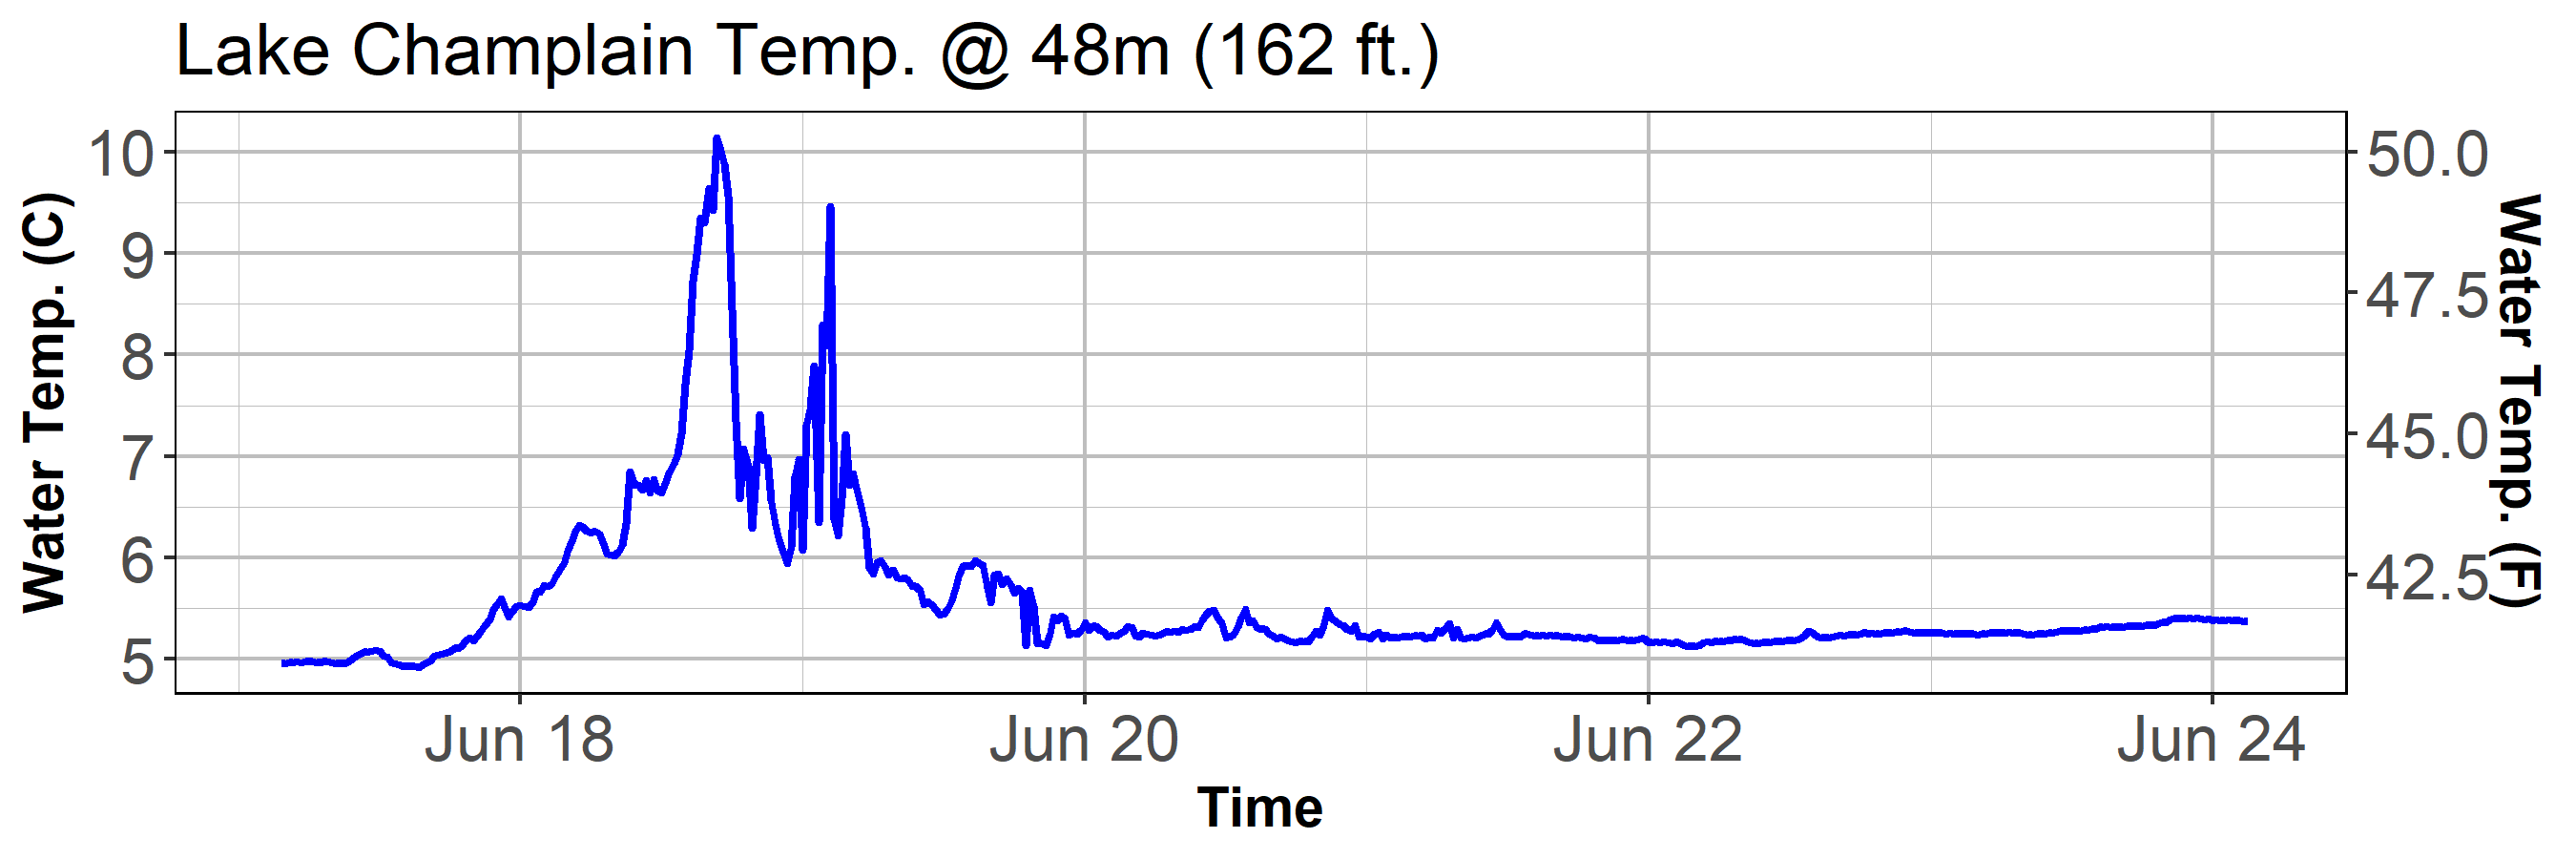 Lake Champlain Temp. @ 48m (162 ft.)
Water Temp. (C)
10
9
8
7
6
5
50.0
47.5
45.0
42.5
Water Temp. (F)
Jun 18
Jun 20
Jun 22
Jun 24
Time